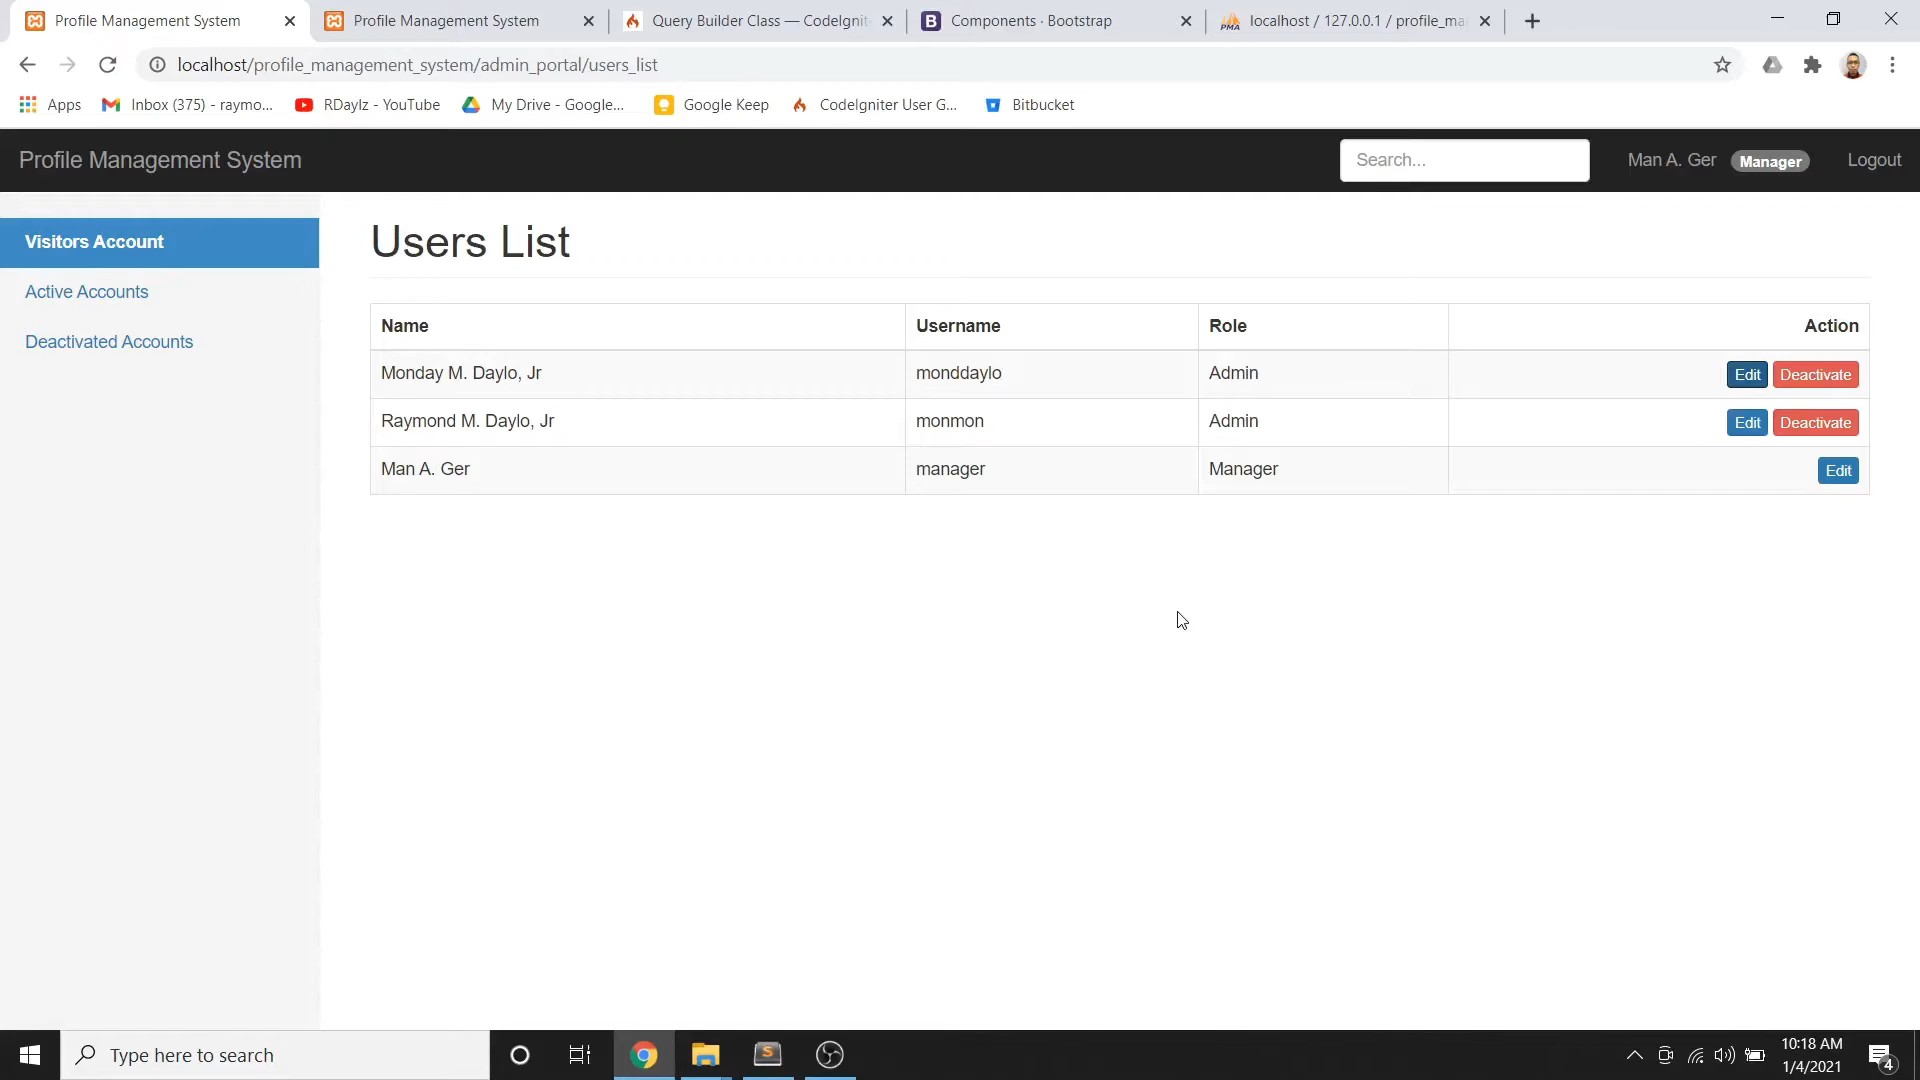 Profile Management System
Profile Management System
Query Builder Class — CodeIgnit
Components · Bootstrap
localhost / 127.0.0.1 / profile_ma
localhost/profile_management_system/admin_portal/users_list
Apps
Inbox (375) - raymo...
RDaylz - YouTube
My Drive - Google...
Google Keep
CodeIgniter User G...
Bitbucket
Profile Management System
Search...
Man A. Ger Manager
Logout
Visitors Account
Active Accounts
Deactivated Accounts
Users List
Name Username Role Action
Monday M. Daylo, Jr monddaylo Admin Edit Deactivate
Raymond M. Daylo, Jr monmon Admin Edit Deactivate
Man A. Ger manager Manager Edit
Type here to search
10:18 AM
1/4/2021
4